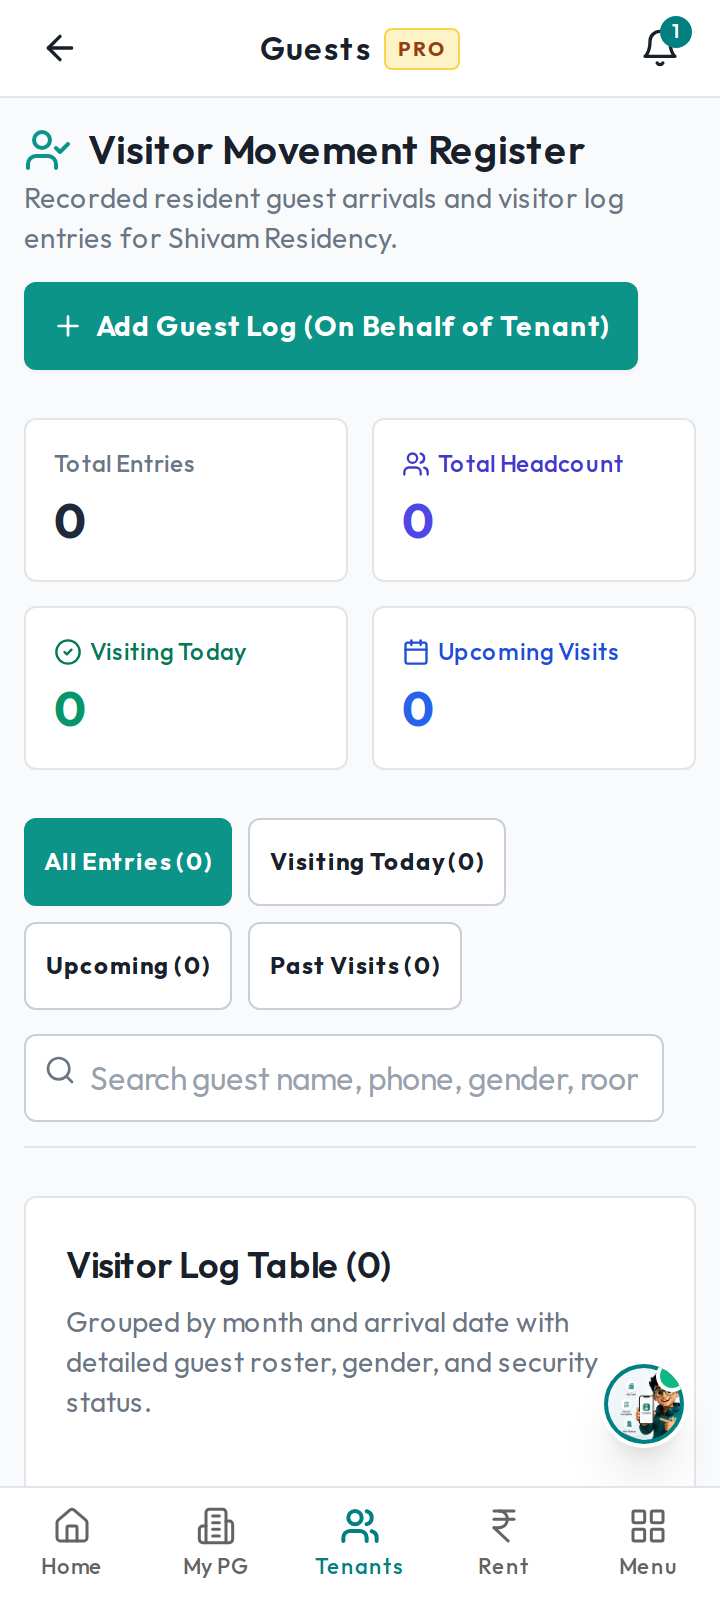 Guests PRO
1
Visitor Movement Register
Recorded resident guest arrivals and visitor log
entries for Shivam Residency.
+ Add Guest Log (On Behalf of Tenant)
Total Entries
0
Total Headcount
0
Visiting Today
0
Upcoming Visits
0
All Entries (0)
Visiting Today (0)
Upcoming (0)
Past Visits (0)
Search guest name, phone, gender, roor
Visitor Log Table (0)
Grouped by month and arrival date with
detailed guest roster, gender, and security
status.
Home
My PG
Tenants
Rent
Menu